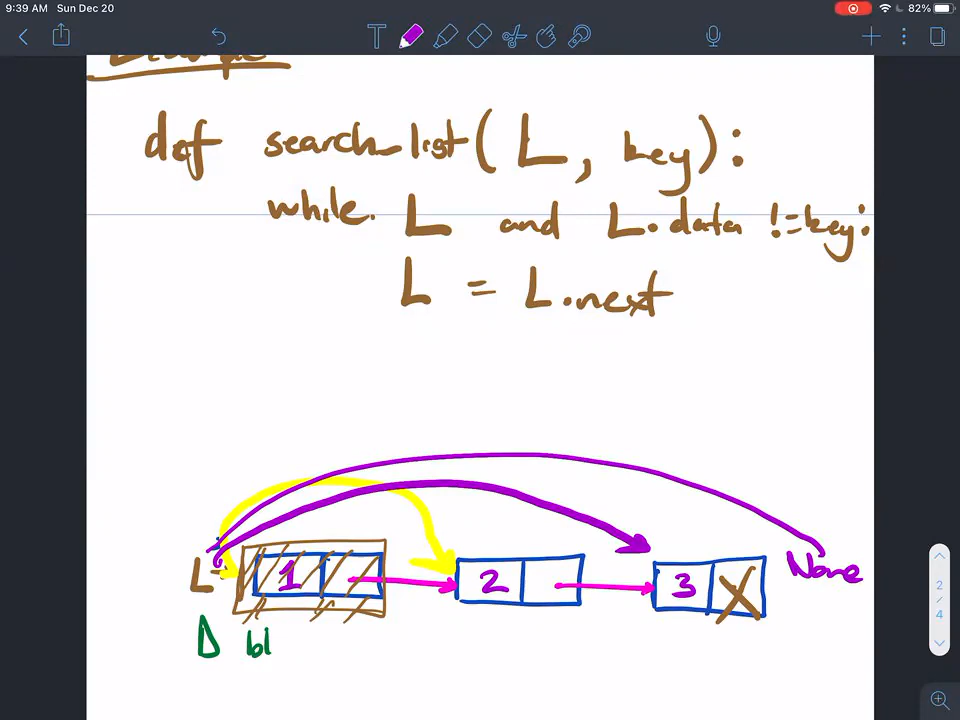 9:39 AM Sun Dec 20
82%
def search_list(L, key):
while L and L.data !=key:
L = L.next
None
L 1 2 3 X
bl
2
/
4